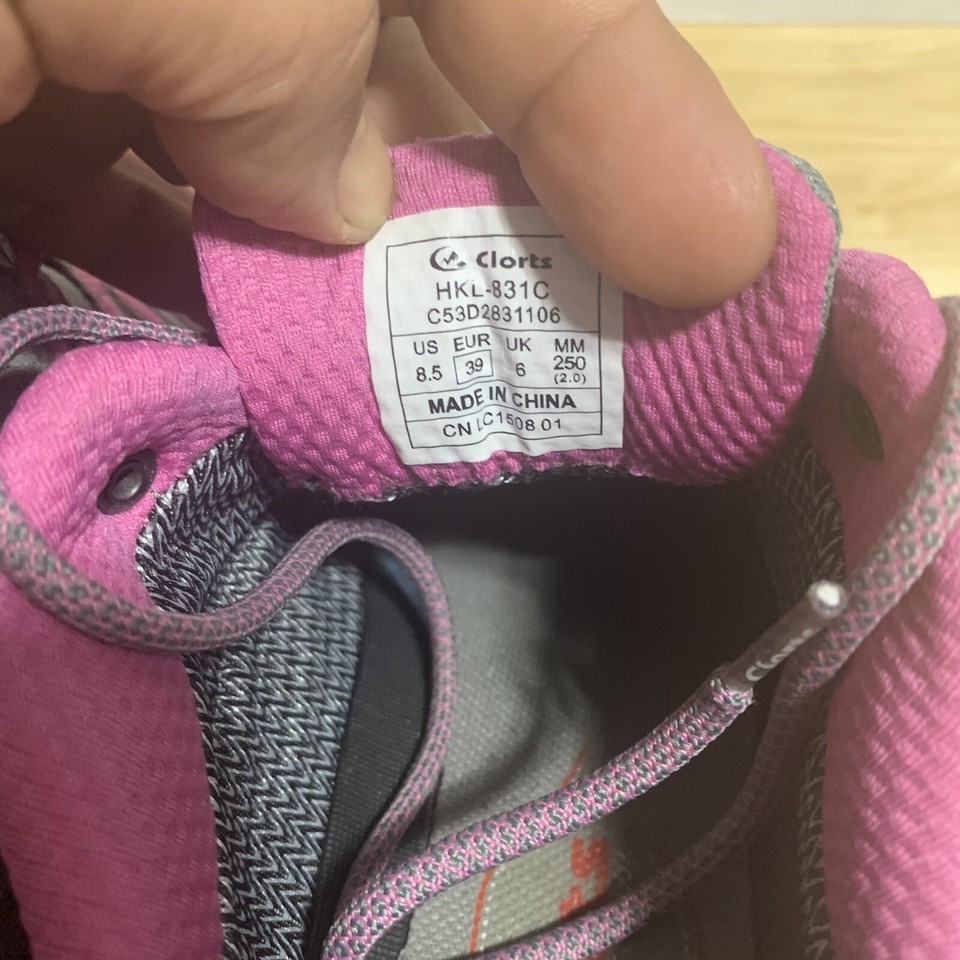 Clorts
HKL-831C
C53D2831106
US EUR UK MM
8.5 39 6 250
(2.0)
MADE IN CHINA
CN LC1508 01